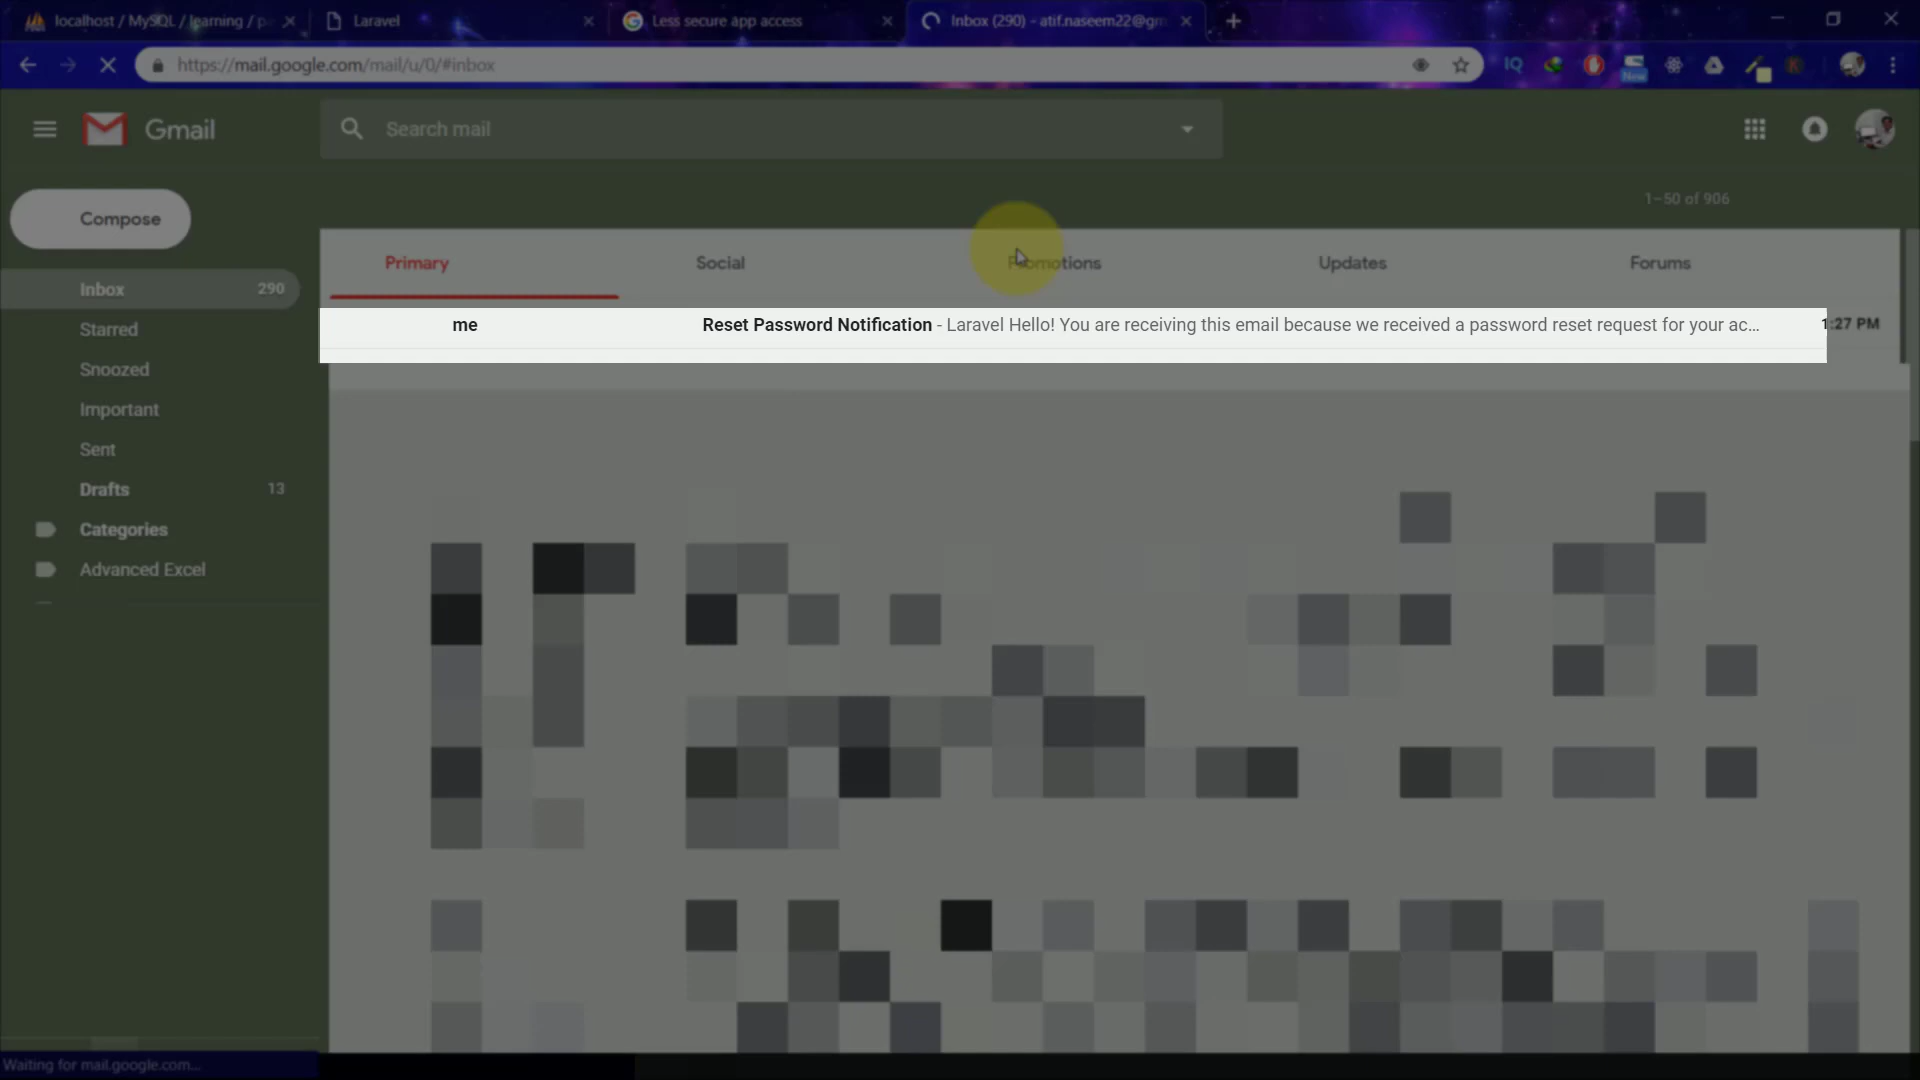 localhost / MySQL / learning / pa
Laravel
Less secure app access
Inbox (290) - atif.naseem22@gm
https://mail.google.com/mail/u/0/#inbox
IQ
New
Gmail
Search mail
1–50 of 906
Compose
Primary
Social
Promotions
Updates
Forums
Inbox 290
me Reset Password Notification - Laravel Hello! You are receiving this email because we received a password reset request for your ac... 1:27 PM
Starred
Snoozed
Important
Sent
Drafts 13
Categories
Advanced Excel
Waiting for mail.google.com...